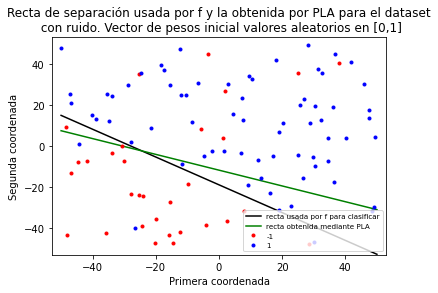 Recta de separación usada por f y la obtenida por PLA para el dataset
con ruido. Vector de pesos inicial valores aleatorios en [0,1]
Segunda coordenada
40
20
0
−20
−40
−40
−20
0
20
40
Primera coordenada
recta usada por f para clasificar
recta obtenida mediante PLA
-1
1